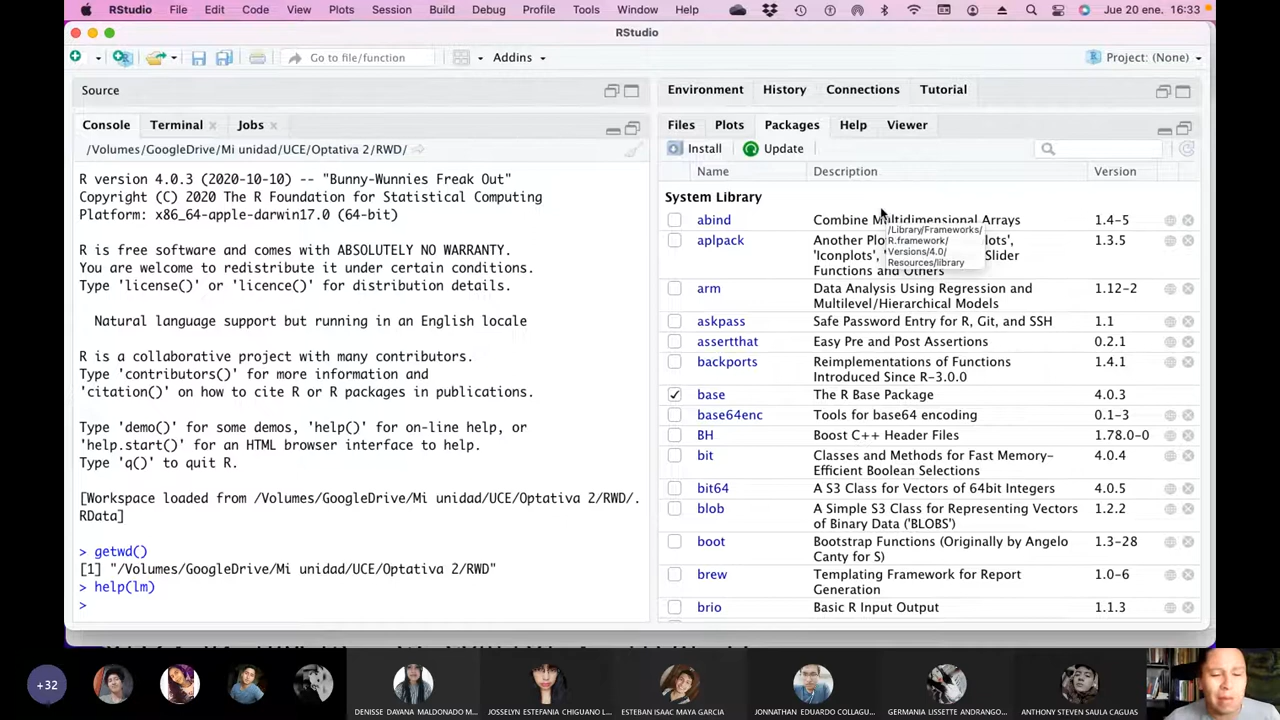 RStudio File Edit Code View Plots Session Build Debug Profile Tools Window Help Jue 20 ene. 16:33
RStudio
Go to file/function Addins Project: (None)
Source
Console Terminal Jobs
/Volumes/GoogleDrive/Mi unidad/UCE/Optativa 2/RWD/
R version 4.0.3 (2020-10-10) -- "Bunny-Wunnies Freak Out"
Copyright (C) 2020 The R Foundation for Statistical Computing
Platform: x86_64-apple-darwin17.0 (64-bit)
R is free software and comes with ABSOLUTELY NO WARRANTY.
You are welcome to redistribute it under certain conditions.
Type 'license()' or 'licence()' for distribution details.
Natural language support but running in an English locale
R is a collaborative project with many contributors.
Type 'contributors()' for more information and
'citation()' on how to cite R or R packages in publications.
Type 'demo()' for some demos, 'help()' for on-line help, or
'help.start()' for an HTML browser interface to help.
Type 'q()' to quit R.
[Workspace loaded from /Volumes/GoogleDrive/Mi unidad/UCE/Optativa 2/RWD/.
RData]
> getwd()
[1] "/Volumes/GoogleDrive/Mi unidad/UCE/Optativa 2/RWD"
> help(lm)
>
Environment History Connections Tutorial
Files Plots Packages Help Viewer
Install Update
Name Description Version
System Library
abind Combine Multidimensional Arrays 1.4-5
/Library/Frameworks/
R.framework/
Versions/4.0/
Resources/library
aplpack Another Plo lots', 1.3.5
'Iconplots', Slider
Functions and Others
arm Data Analysis Using Regression and 1.12-2
Multilevel/Hierarchical Models
askpass Safe Password Entry for R, Git, and SSH 1.1
assertthat Easy Pre and Post Assertions 0.2.1
backports Reimplementations of Functions 1.4.1
Introduced Since R-3.0.0
base The R Base Package 4.0.3
base64enc Tools for base64 encoding 0.1-3
BH Boost C++ Header Files 1.78.0-0
bit Classes and Methods for Fast Memory- 4.0.4
Efficient Boolean Selections
bit64 A S3 Class for Vectors of 64bit Integers 4.0.5
blob A Simple S3 Class for Representing Vectors 1.2.2
of Binary Data ('BLOBS')
boot Bootstrap Functions (Originally by Angelo 1.3-28
Canty for S)
brew Templating Framework for Report 1.0-6
Generation
brio Basic R Input Output 1.1.3
+32
DENISSE DAYANA MALDONADO M... JOSSELYN ESTEFANIA CHIGUANO L... ESTEBAN ISAAC MAYA GARCIA JONNATHAN EDUARDO COLLAGU... GERMANIA LISSETTE ANDRANGO... ANTHONY STEVEN SAULA CAGUAS